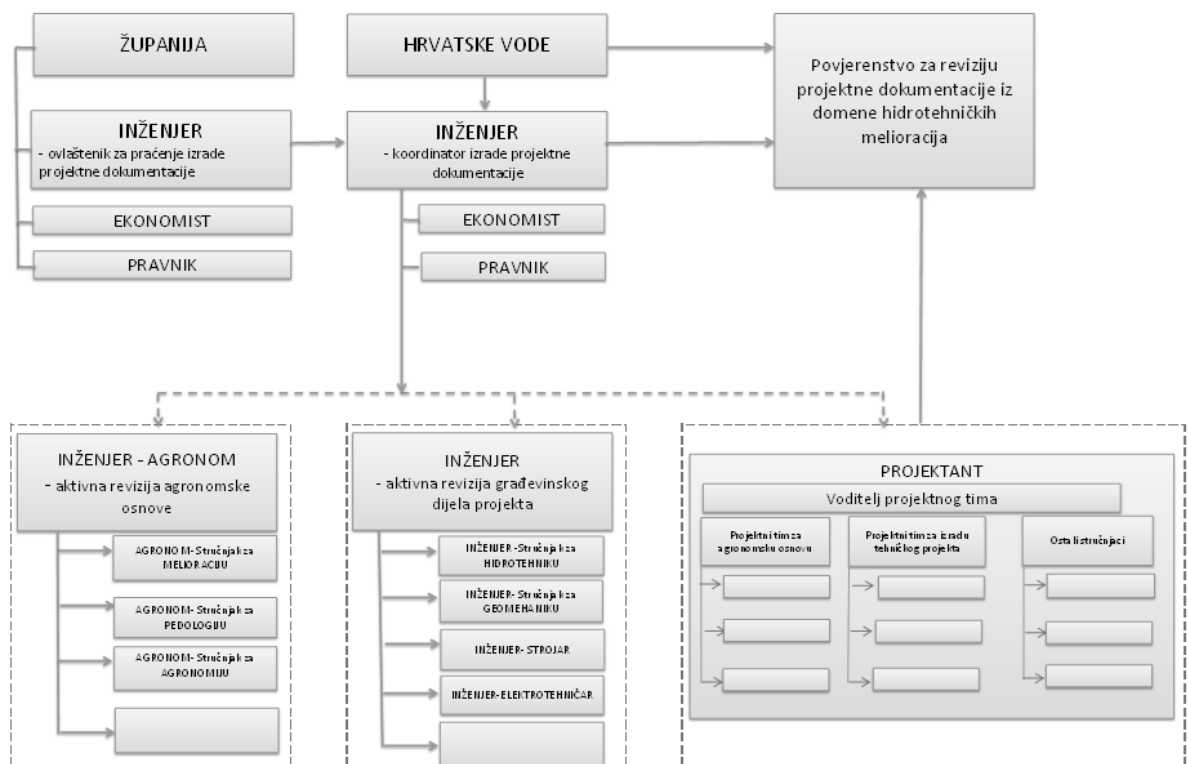 ŽUPANIJA
INŽENJER
- ovlaštenik za praćenje izrade
projektne dokumentacije
EKONOMIST
PRAVNIK
HRVATSKE VODE
INŽENJER
- koordinator izrade projektne
dokumentacije
EKONOMIST
PRAVNIK
Povjerenstvo za reviziju
projektne dokumentacije iz
domene hidrotehničkih
melioracija
INŽENJER - AGRONOM
- aktivna revizija agronomske
osnove
AGRONOM- Stručnjak za
MELIORACIJU
AGRONOM- Stručnjak za
PEDOLOGIJU
AGRONOM- Stručnjak za
AGRONOMIJU
INŽENJER
- aktivna revizija građevinskog
dijela projekta
INŽENJER -Stručnjak za
HIDROTEHNIKU
INŽENJER- Stručnjak za
GEOMEHANIKU
INŽENJER- STROJAR
INŽENJER-ELEKTROTEHNIČAR
PROJEKTANT
Voditelj projektnog tima
Projektni tim za
agronomsku osnovu
Projektni tim za izradu
tehničkog projekta
Ostali stručnjaci